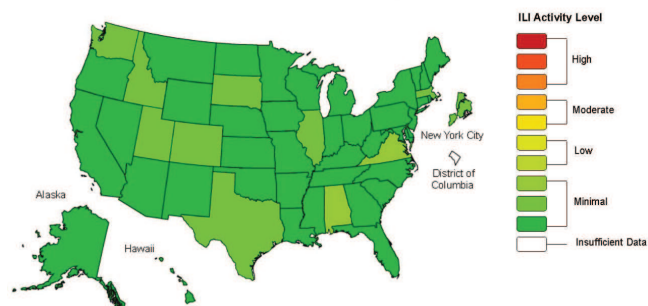 ILI Activity Level
High
Moderate
Low
Minimal
Insufficient Data
New York City
District of
Columbia
Alaska
Hawaii